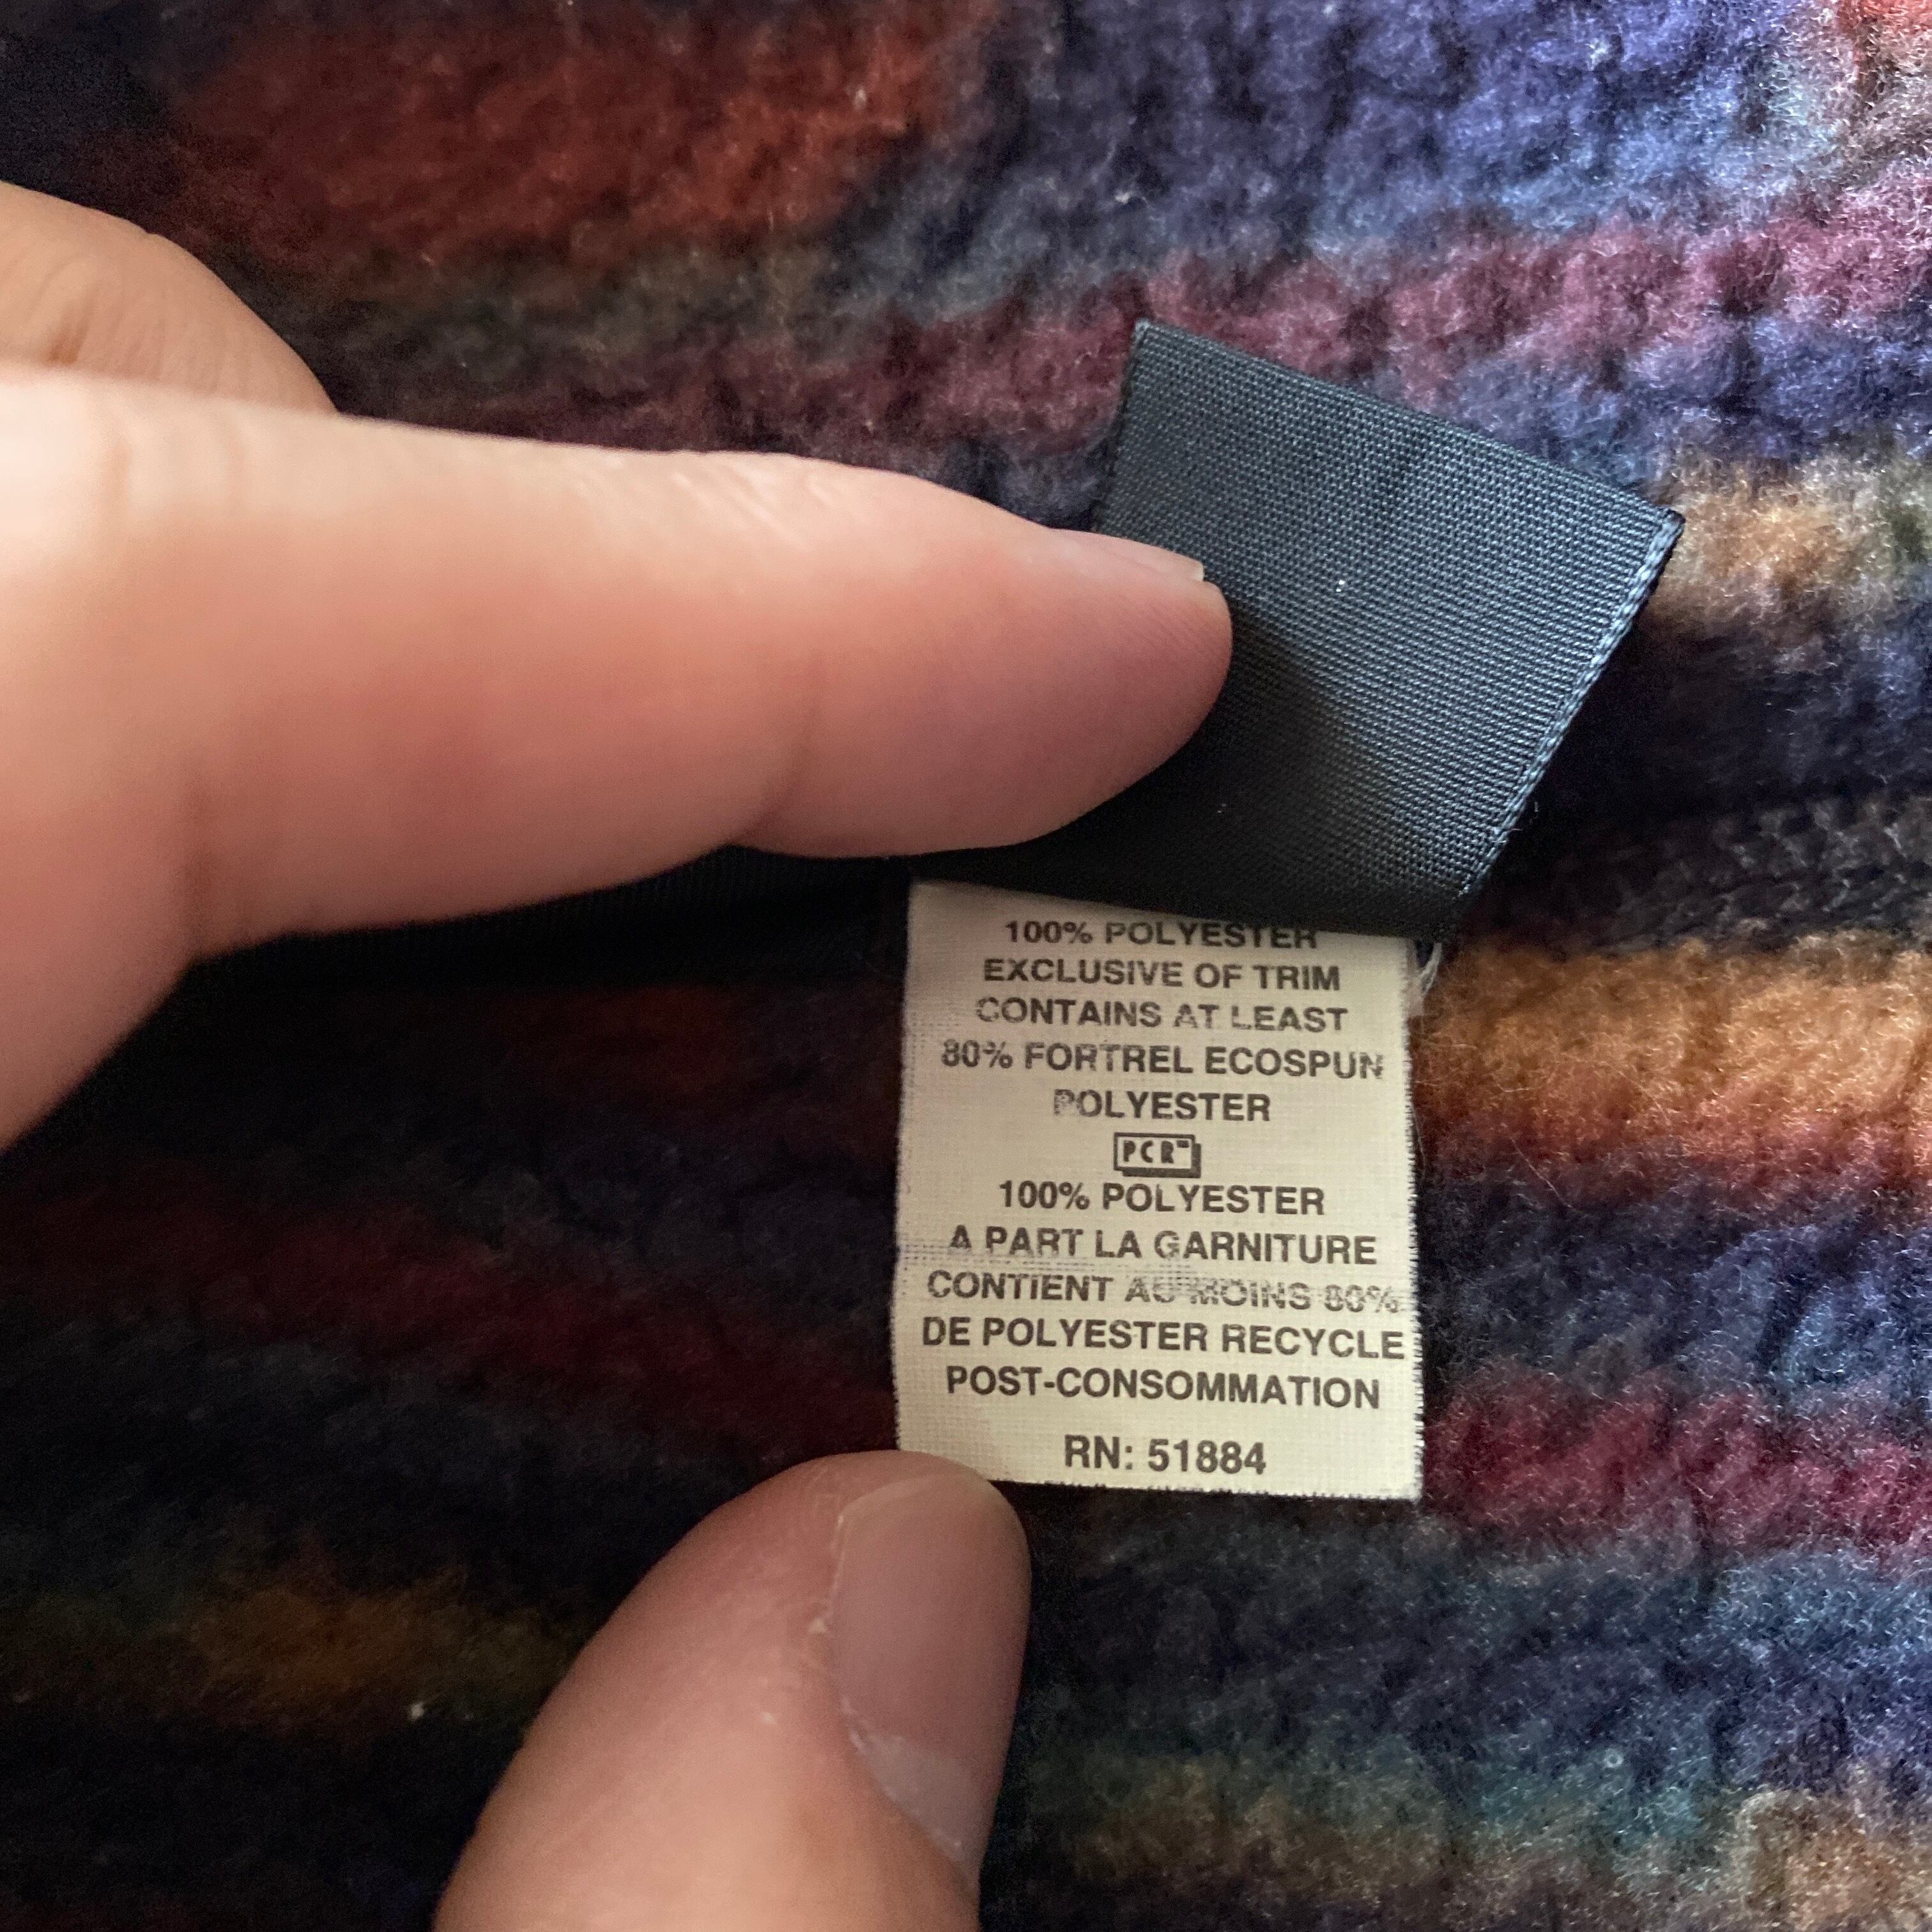 100% POLYESTER
EXCLUSIVE OF TRIM
CONTAINS AT LEAST
80% FORTREL ECOSPUN
POLYESTER
PCR™
100% POLYESTER
A PART LA GARNITURE
CONTIENT AU MOINS 80%
DE POLYESTER RECYCLE
POST-CONSOMMATION
RN: 51884